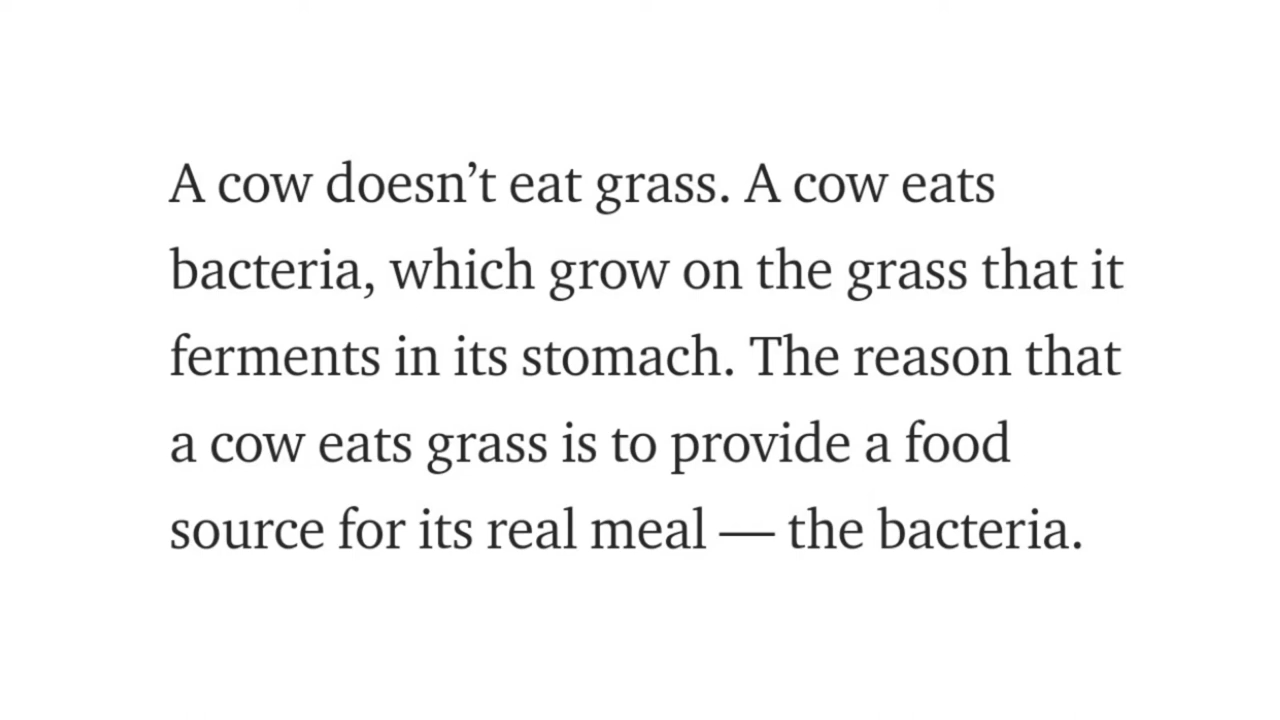 A cow doesn’t eat grass. A cow eats
bacteria, which grow on the grass that it
ferments in its stomach. The reason that
a cow eats grass is to provide a food
source for its real meal — the bacteria.